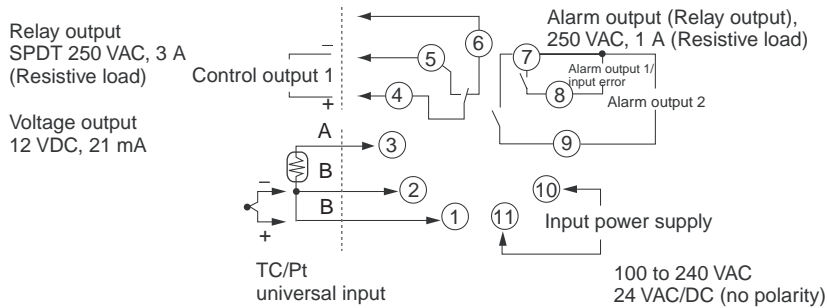 Relay output
SPDT 250 VAC, 3 A
(Resistive load)
Voltage output
12 VDC, 21 mA
Control output 1
−
+
6
5
4
A
3
B
2
B
1
−
+
TC/Pt
universal input
Alarm output (Relay output),
250 VAC, 1 A (Resistive load)
7
Alarm output 1/
input error
8
Alarm output 2
9
10
11
Input power supply
100 to 240 VAC
24 VAC/DC (no polarity)